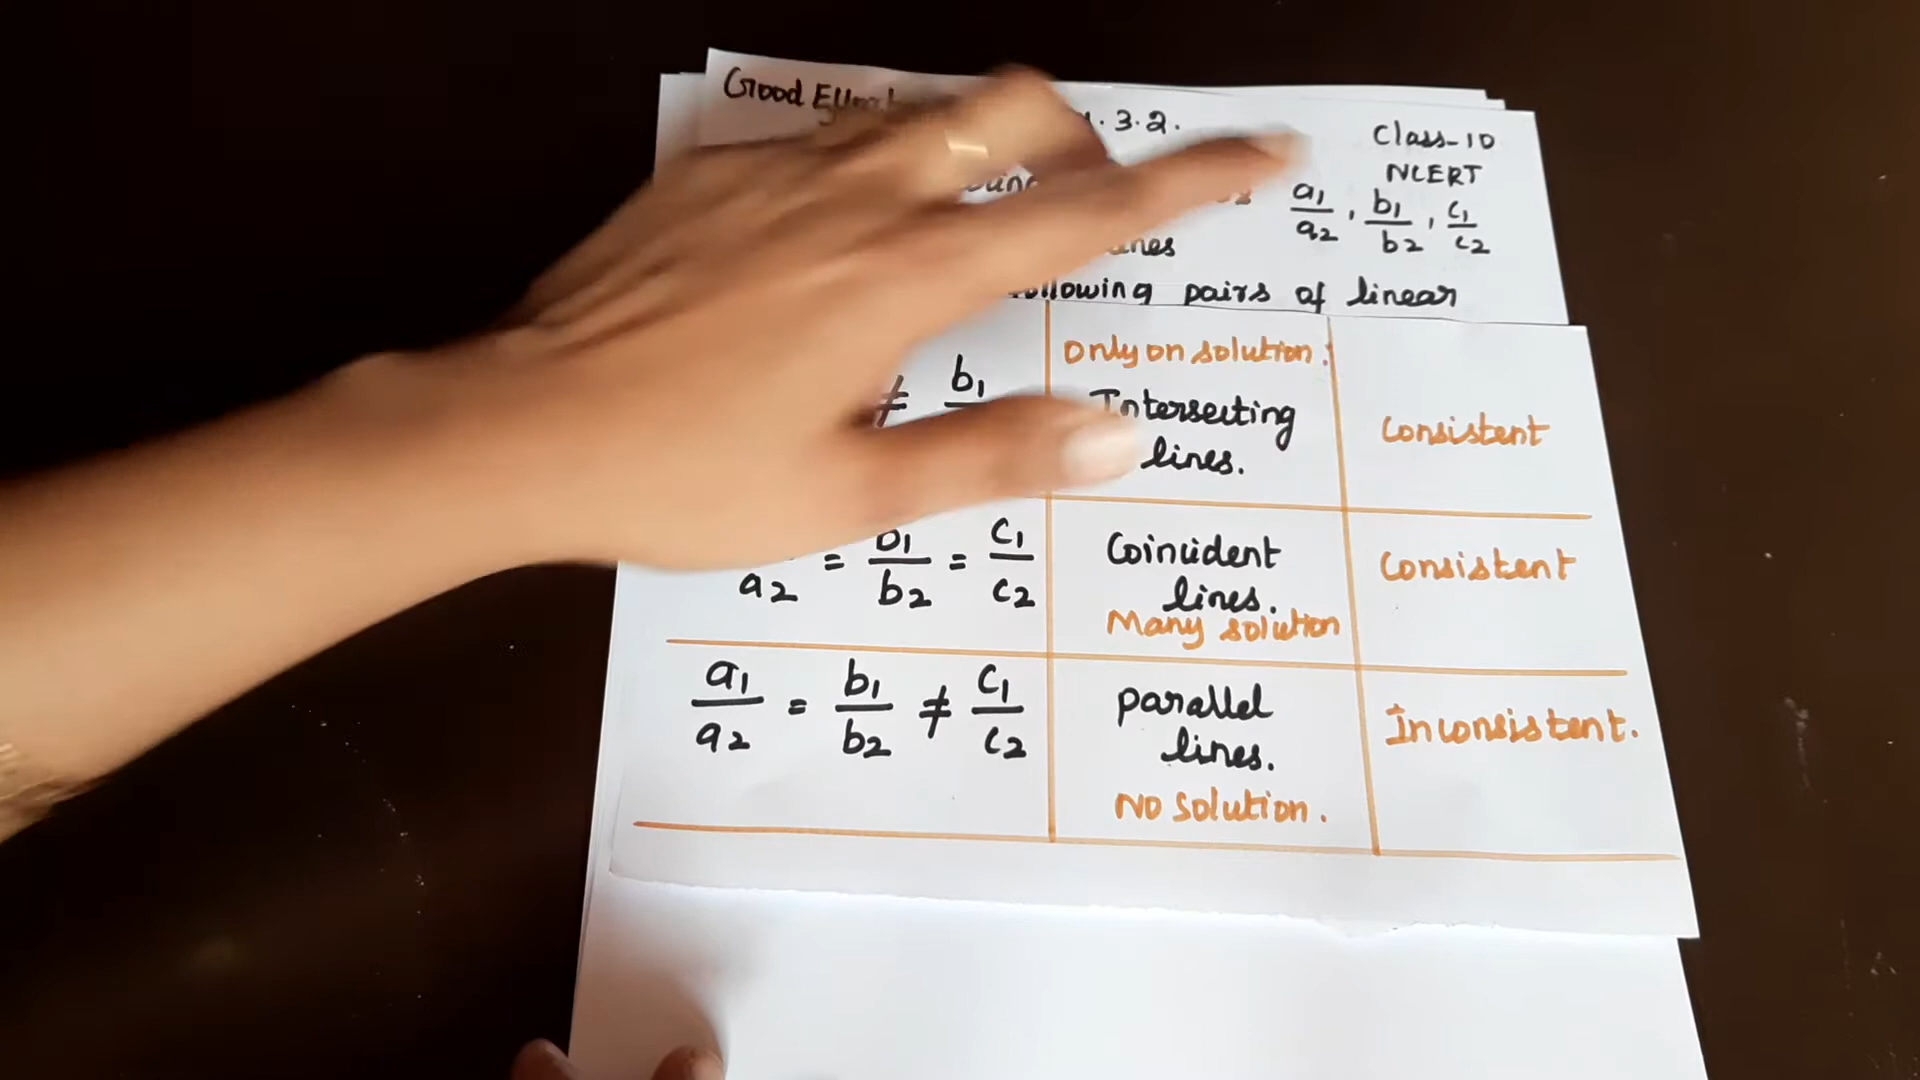 Good
. 3.2.
Class-10
NCERT
a1/a2 , b1/b2 , c1/c2
following pairs of linear
Only on solution.
≠ b1
Intersecting
lines.
Consistent
a2 = b1/b2 = c1/c2
Coincident
lines.
Many solution
Consistent
a1/a2 = b1/b2 ≠ c1/c2
parallel
lines.
No solution.
Inconsistent.